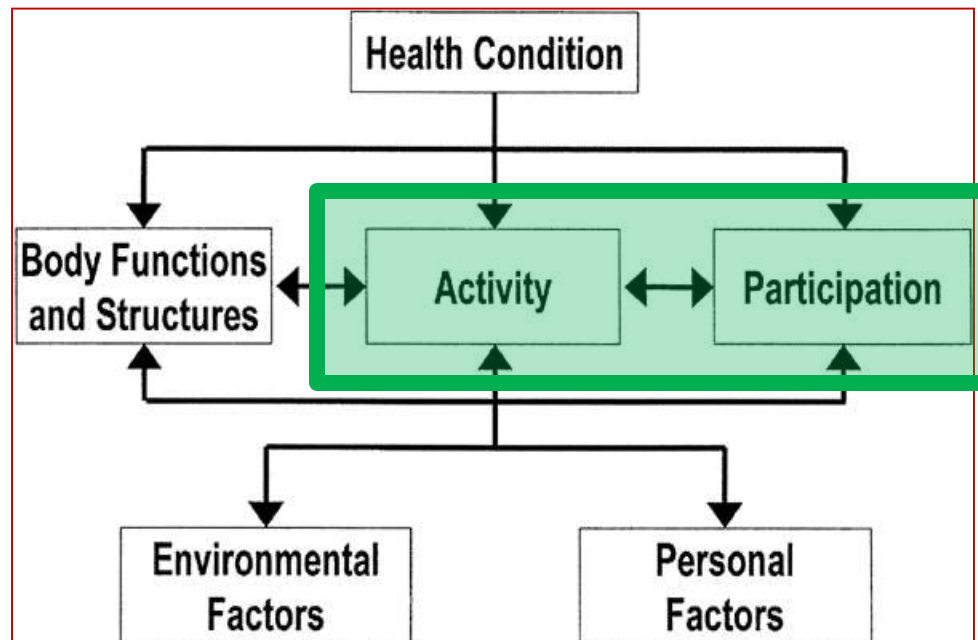 Health Condition
Body Functions
and Structures
Activity
Participation
Environmental
Factors
Personal
Factors